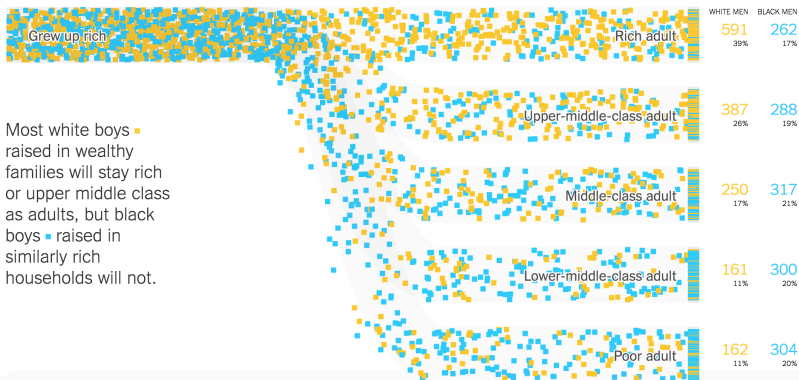 WHITE MEN BLACK MEN
Grew up rich
Rich adult
591 262
39% 17%
Upper-middle-class adult
387 288
26% 19%
Most white boys
raised in wealthy
families will stay rich
or upper middle class
as adults, but black
boys raised in
similarly rich
households will not.
Middle-class adult
250 317
17% 21%
Lower-middle-class adult
161 300
11% 20%
Poor adult
162 304
11% 20%